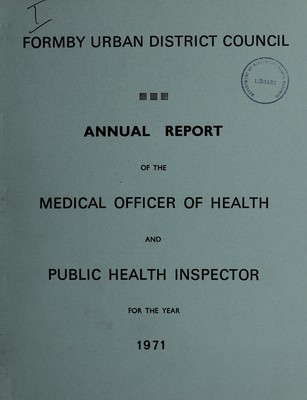 I
FORMBY URBAN DISTRICT COUNCIL
LIBRARY
ANNUAL REPORT
OF THE
MEDICAL OFFICER OF HEALTH
AND
PUBLIC HEALTH INSPECTOR
FOR THE YEAR
1971